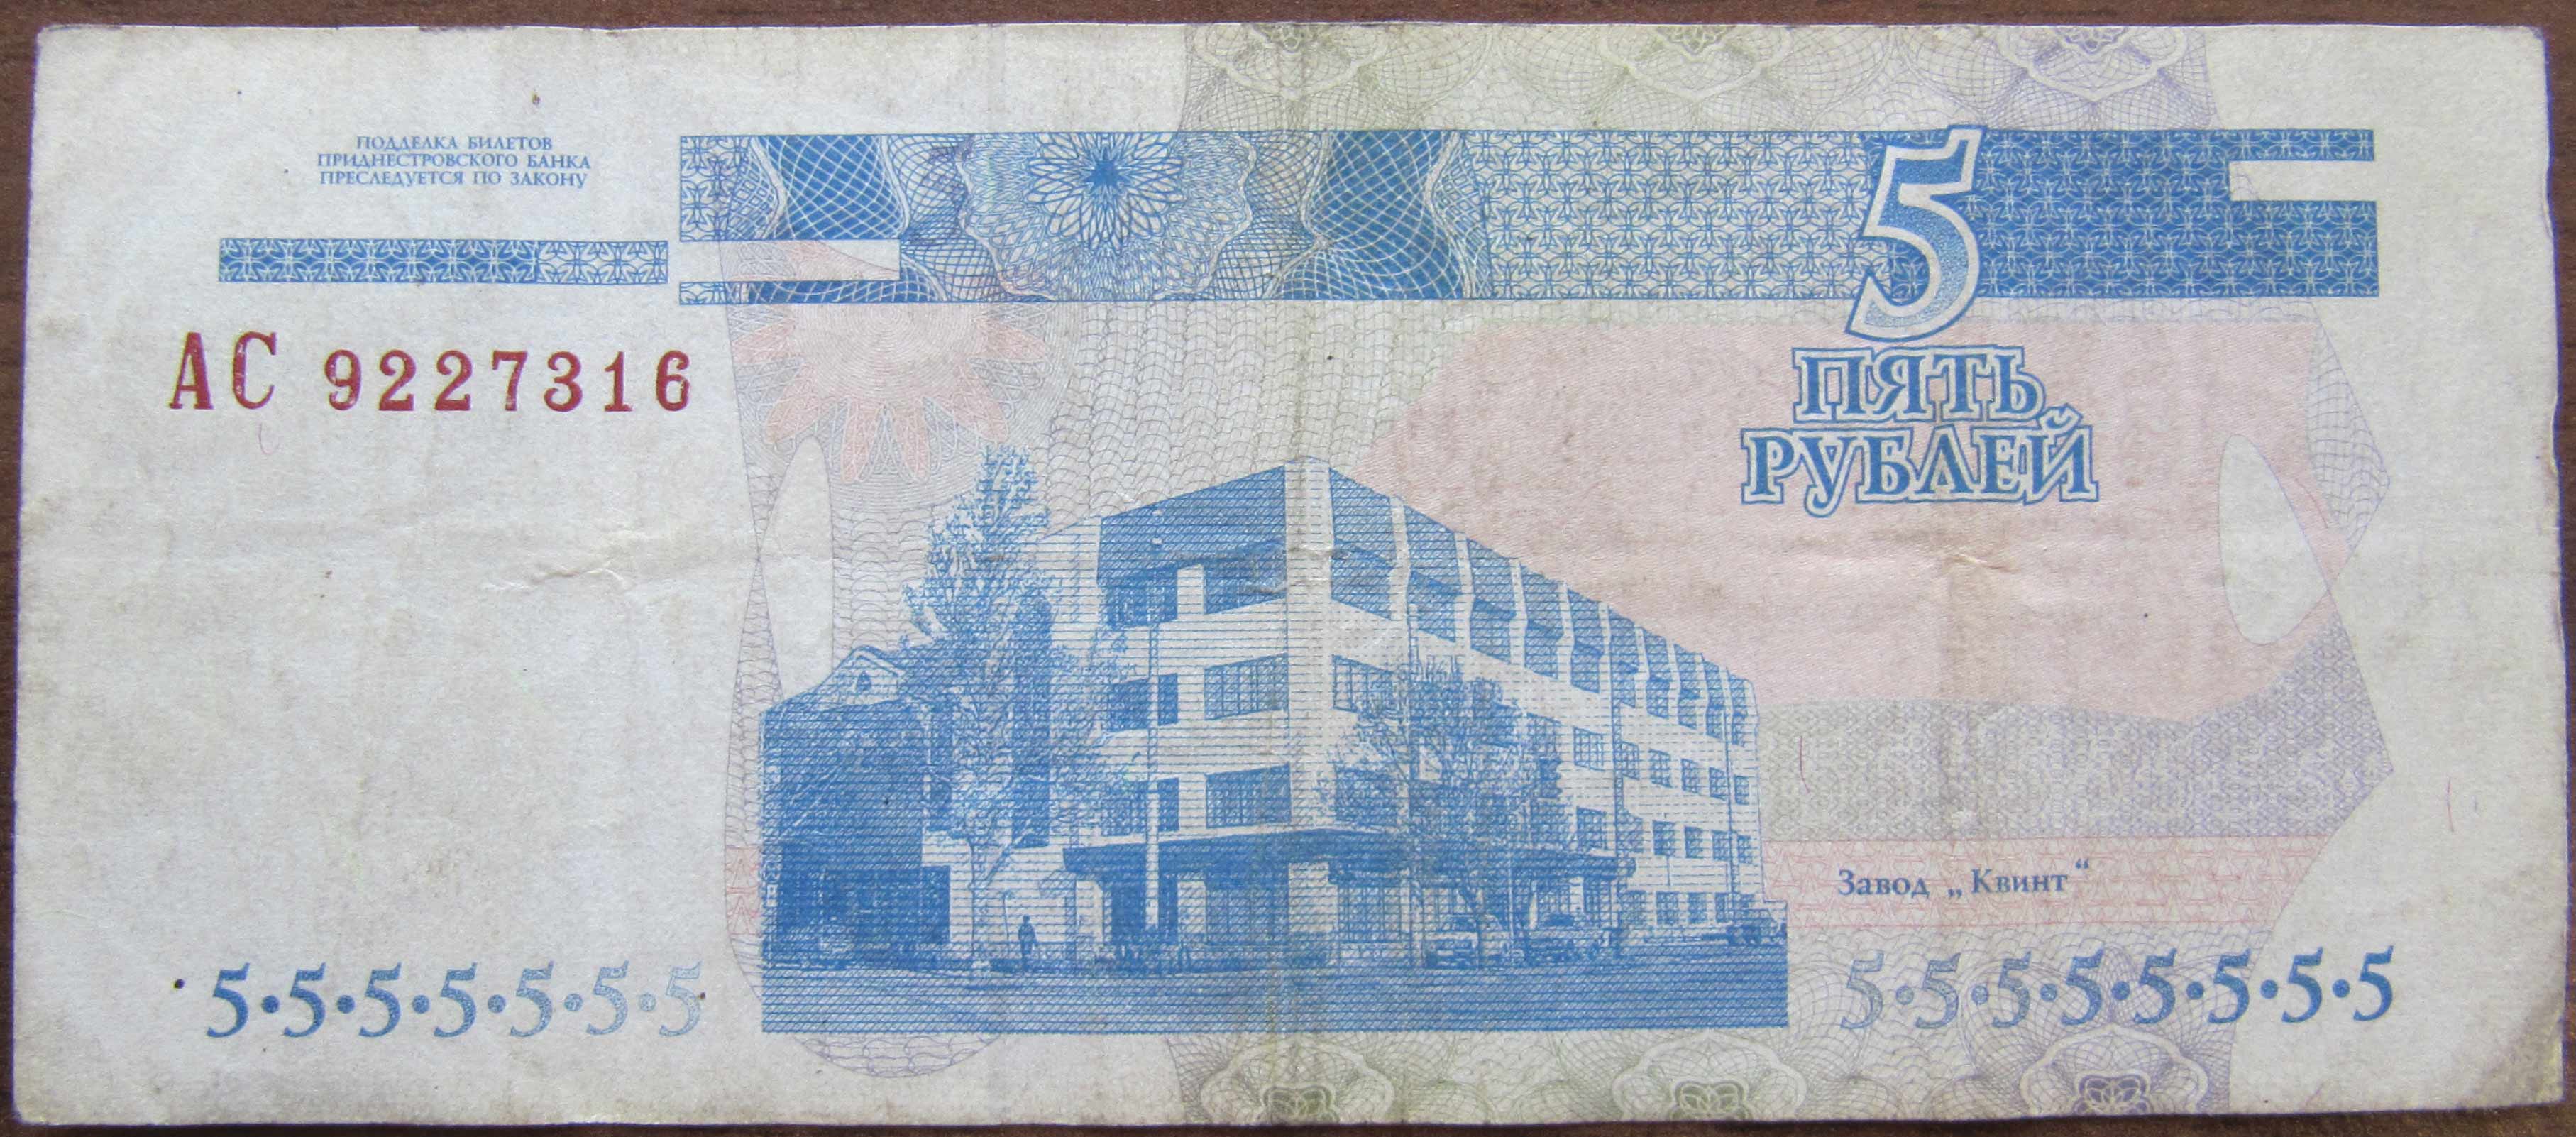 ПОДДЕЛКА БИЛЕТОВ
ПРИДНЕСТРОВСКОГО БАНКА
ПРЕСЛЕДУЕТСЯ ПО ЗАКОНУ
АС 9227316
5
ПЯТЬ
РУБЛЕЙ
Завод „Квинт“
5·5·5·5·5·5·5
5·5·5·5·5·5·5·5